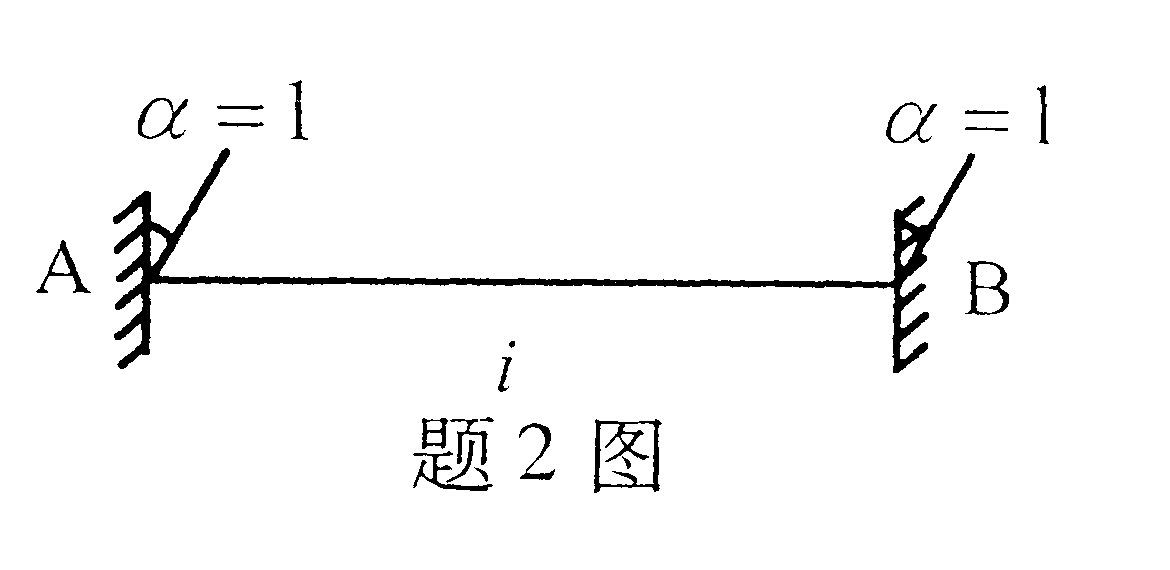 α = 1 α = 1
A B
i
题 2 图